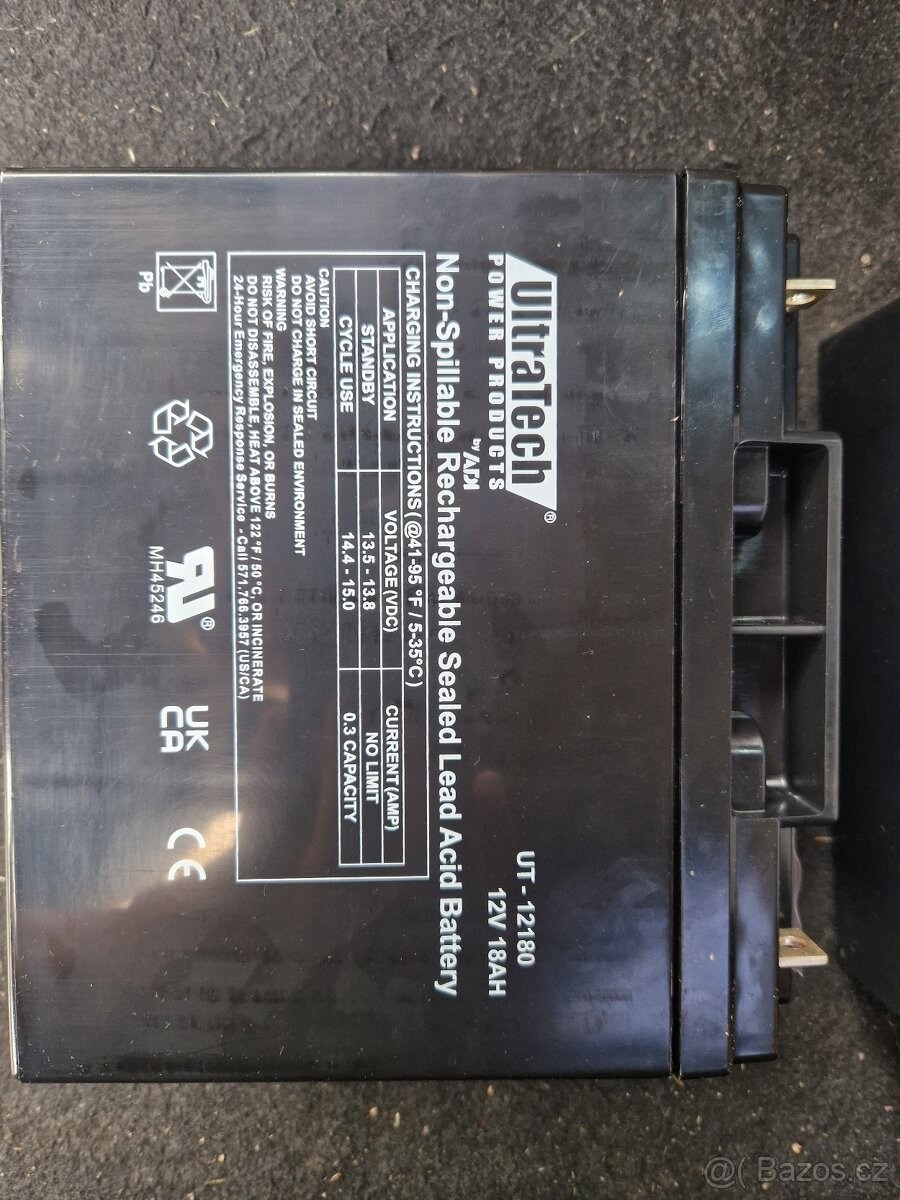 UltraTech®
POWER PRODUCTS
by
UT - 12180
12V 18AH
Non-Spillable Rechargeable Sealed Lead Acid Battery
CHARGING INSTRUCTIONS(@41-95 °F / 5-35°C)
APPLICATION VOLTAGE(VDC) CURRENT(AMP)
STANDBY 13.5 - 13.8 NO LIMIT
CYCLE USE 14.4 - 15.0 0.3 CAPACITY
CAUTION
AVOID SHORT CIRCUIT
DO NOT CHARGE IN SEALED ENVIRONMENT
WARNING
RISK OF FIRE, EXPLOSION, OR BURNS
DO NOT DISASSEMBLE, HEAT ABOVE 122 °F / 50 °C, OR INCINERATE
24-Hour Emergency Response Service - Call 571.766.3957 (US/CA)
Pb
RU®
MH45246
UK
CA
CE
@( Bazos.cz